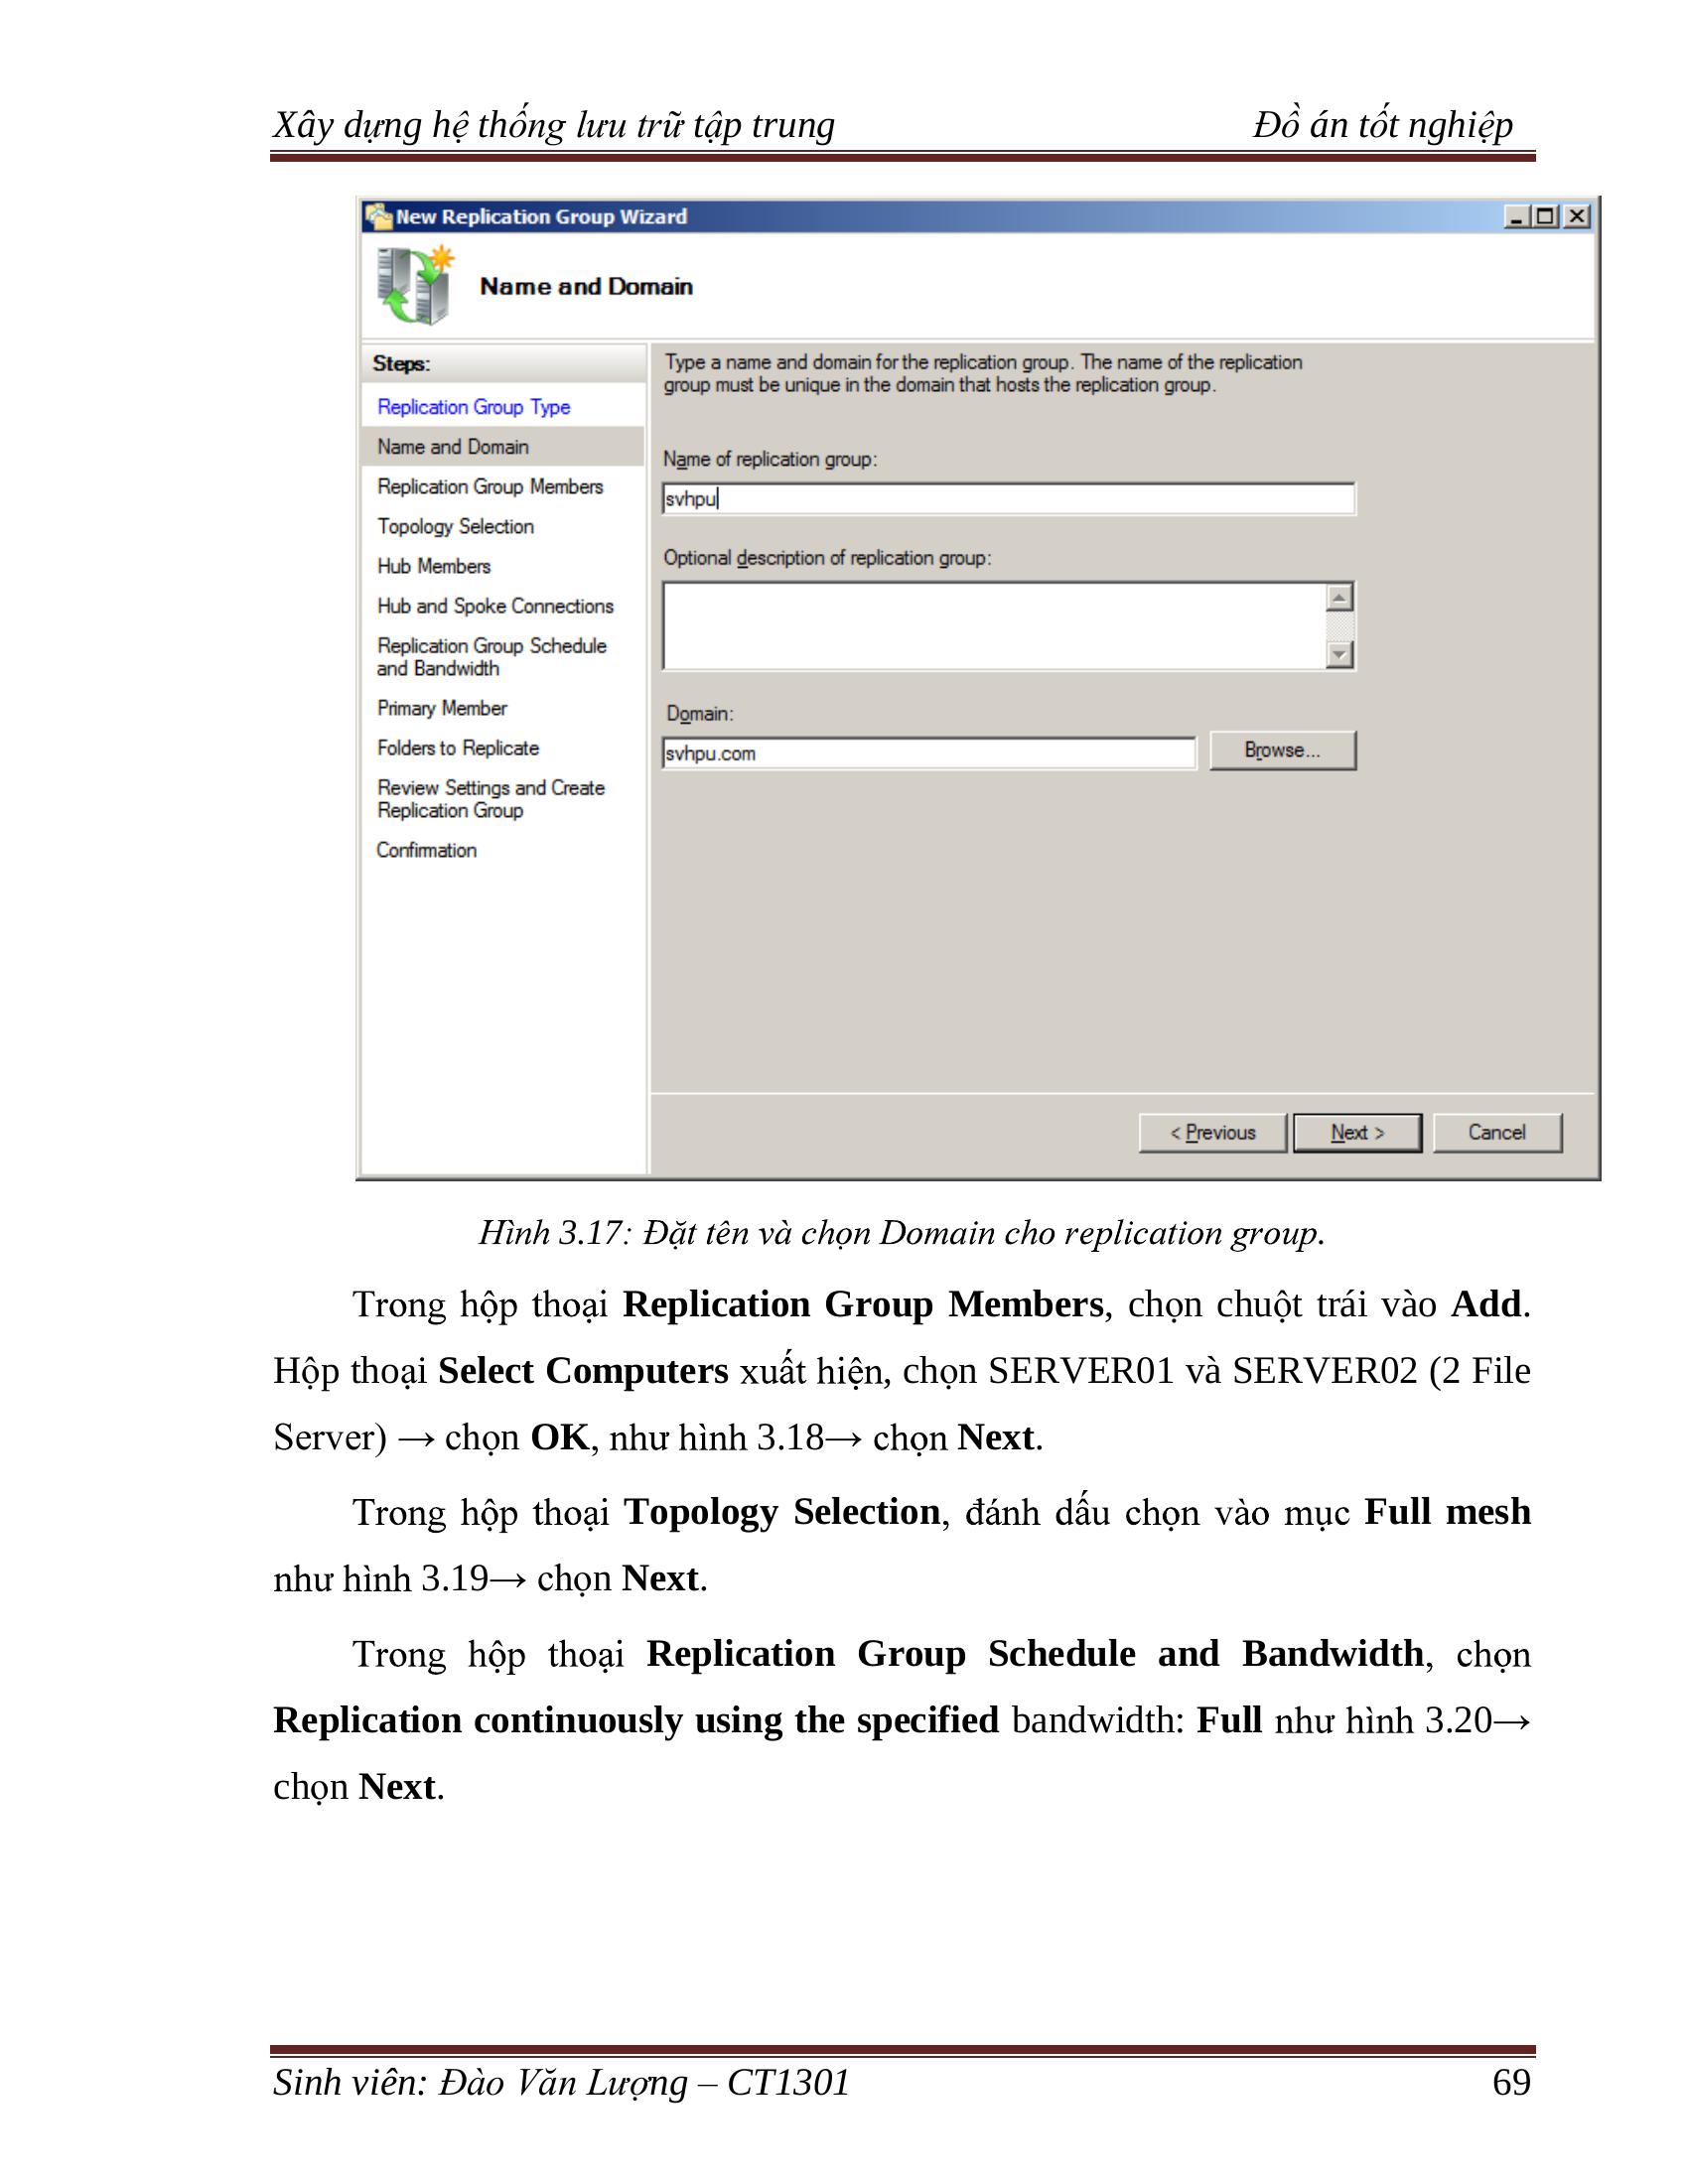 Xây dựng hệ thống lưu trữ tập trung Đồ án tốt nghiệp
New Replication Group Wizard
Name and Domain
Steps:
Replication Group Type
Name and Domain
Replication Group Members
Topology Selection
Hub Members
Hub and Spoke Connections
Replication Group Schedule
and Bandwidth
Primary Member
Folders to Replicate
Review Settings and Create
Replication Group
Confirmation
Type a name and domain for the replication group. The name of the replication
group must be unique in the domain that hosts the replication group.
Name of replication group:
svhpu
Optional description of replication group:
Domain:
svhpu.com
Browse...
< Previous
Next >
Cancel
Hình 3.17: Đặt tên và chọn Domain cho replication group.
Trong hộp thoại Replication Group Members, chọn chuột trái vào Add.
Hộp thoại Select Computers xuất hiện, chọn SERVER01 và SERVER02 (2 File
Server) → chọn OK, như hình 3.18→ chọn Next.
Trong hộp thoại Topology Selection, đánh dấu chọn vào mục Full mesh
như hình 3.19→ chọn Next.
Trong hộp thoại Replication Group Schedule and Bandwidth, chọn
Replication continuously using the specified bandwidth: Full như hình 3.20→
chọn Next.
Sinh viên: Đào Văn Lượng – CT1301 69